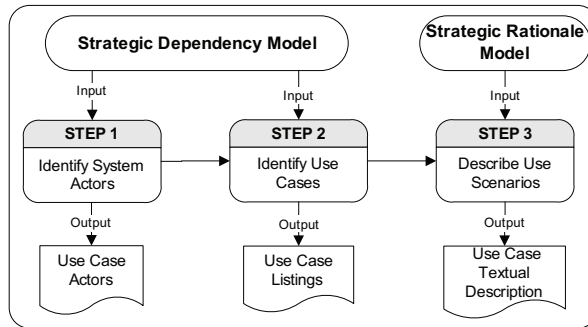 Strategic Dependency Model
Strategic Rationale
Model
Input
Input
Input
STEP 1
Identify System
Actors
STEP 2
Identify Use
Cases
STEP 3
Describe Use
Scenarios
Output
Output
Output
Use Case
Actors
Use Case
Listings
Use Case
Textual
Description